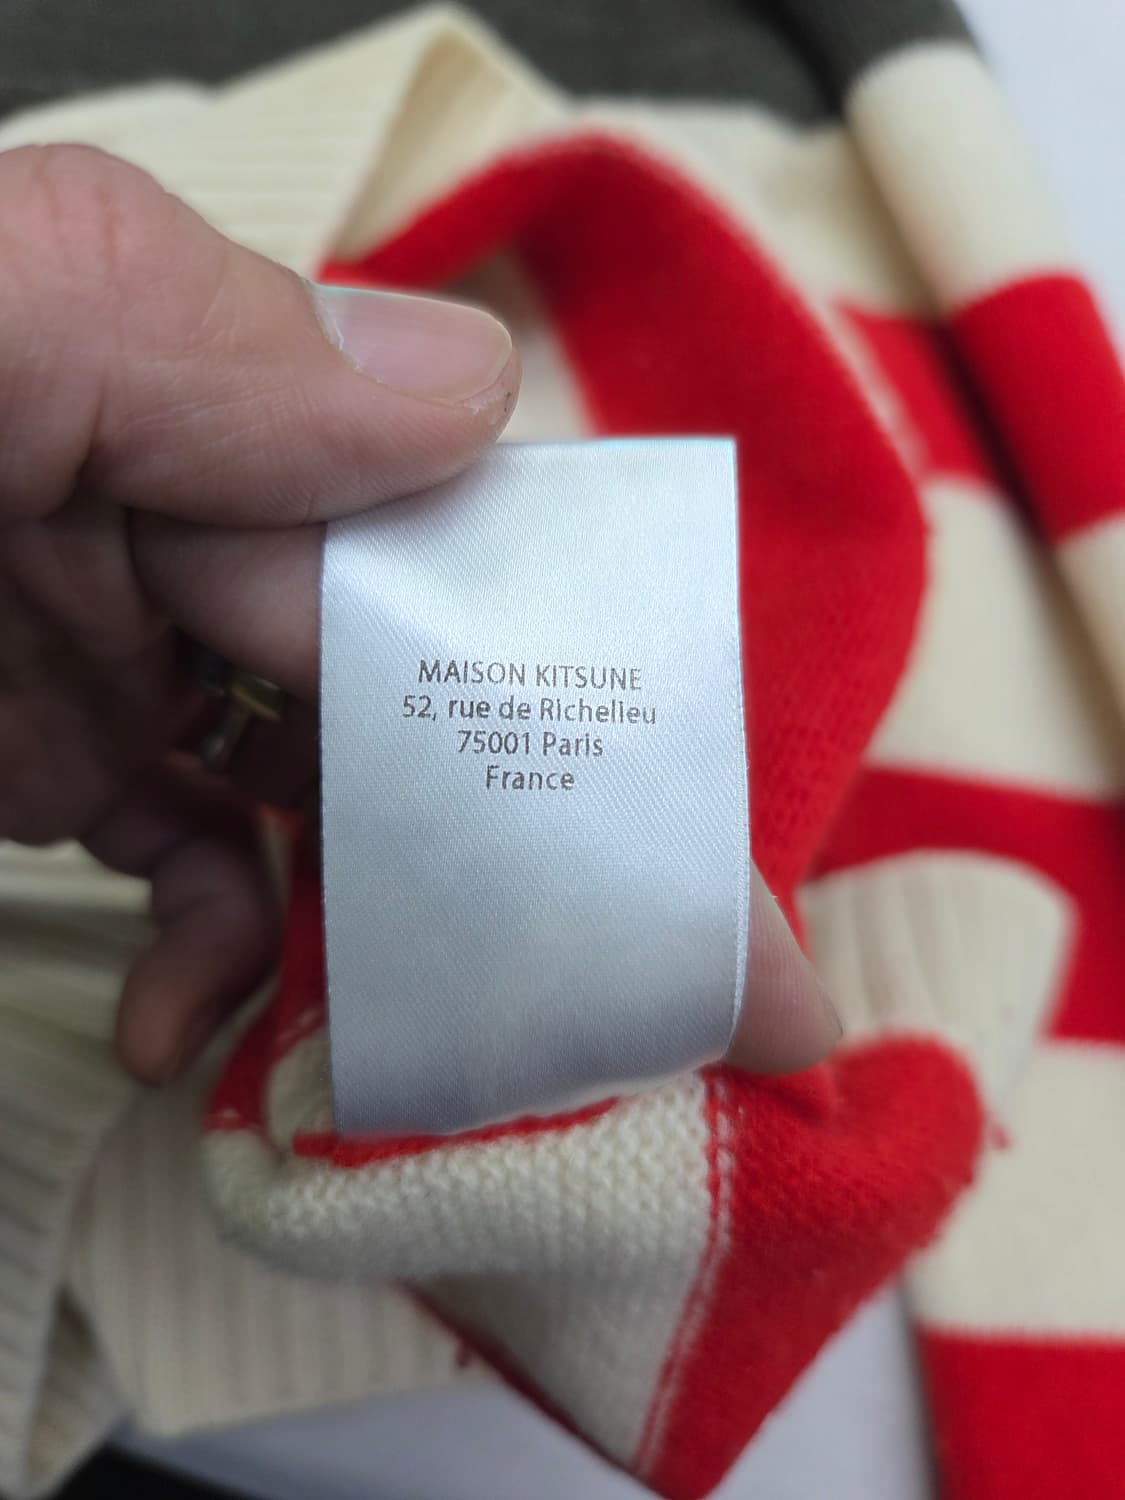 MAISON KITSUNE
52, rue de Richelieu
75001 Paris
France